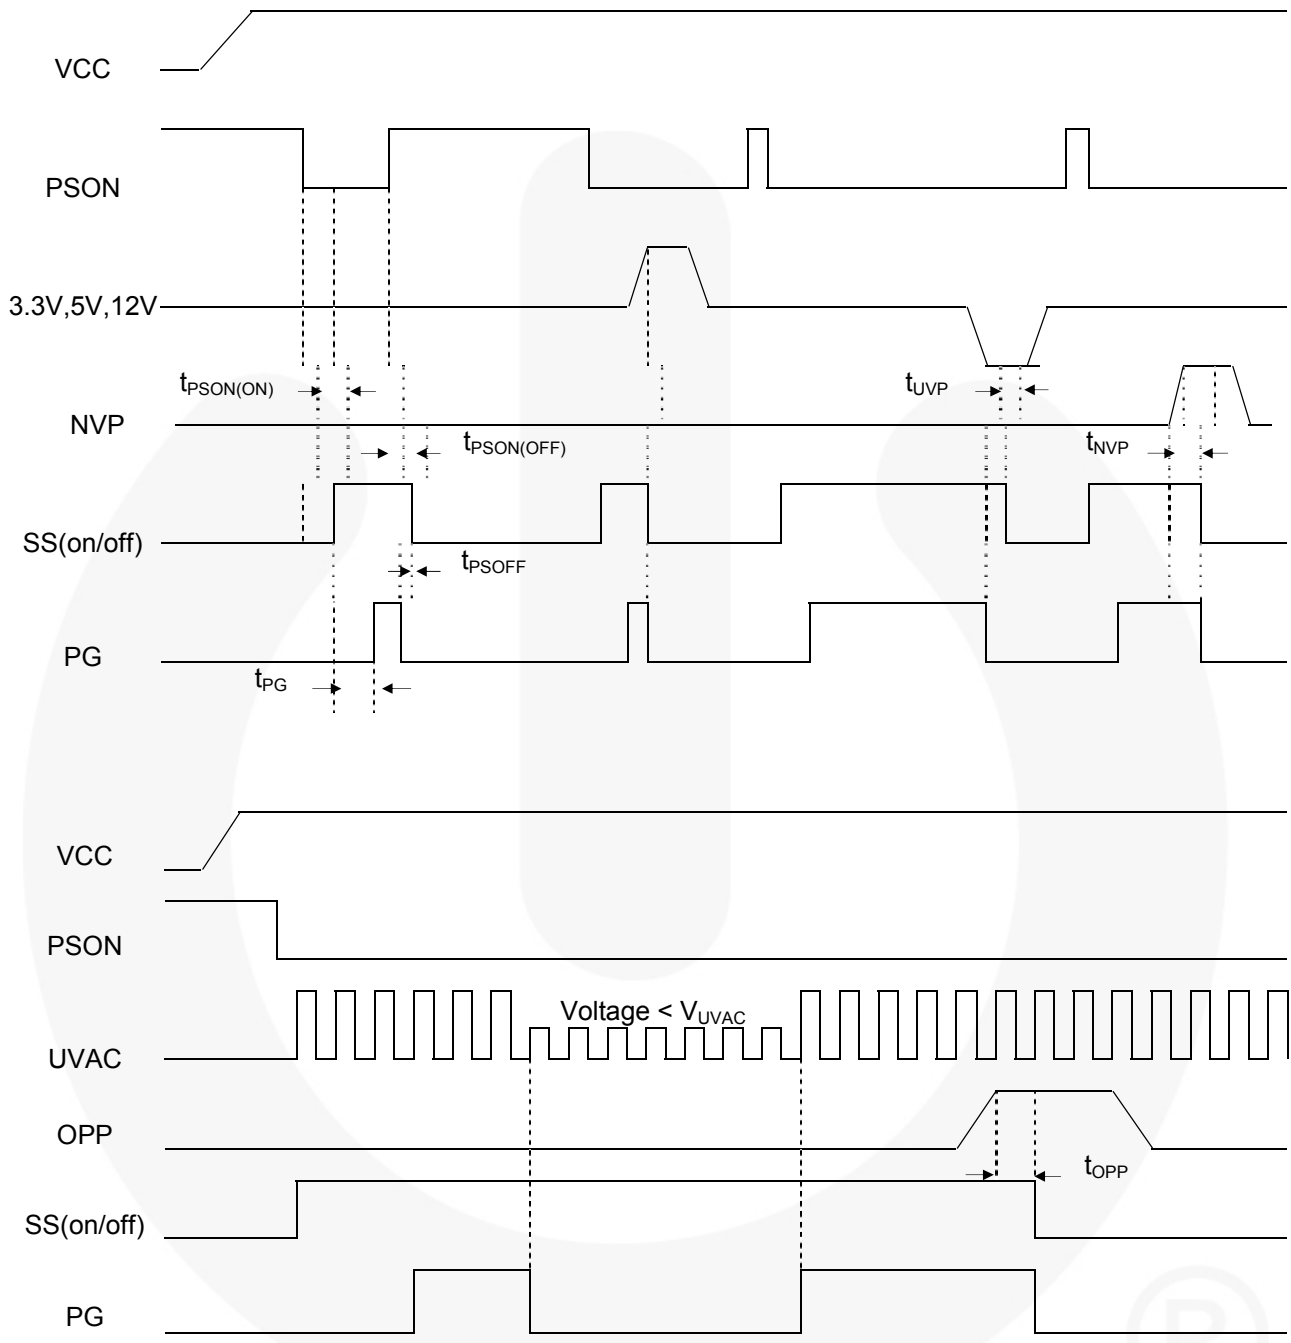 VCC
PSON
3.3V,5V,12V
tPSON(ON)
tUVP
NVP
tPSON(OFF)
tNVP
SS(on/off)
tPSOFF
PG
tPG
VCC
PSON
Voltage < VUVAC
UVAC
OPP
tOPP
SS(on/off)
PG
R